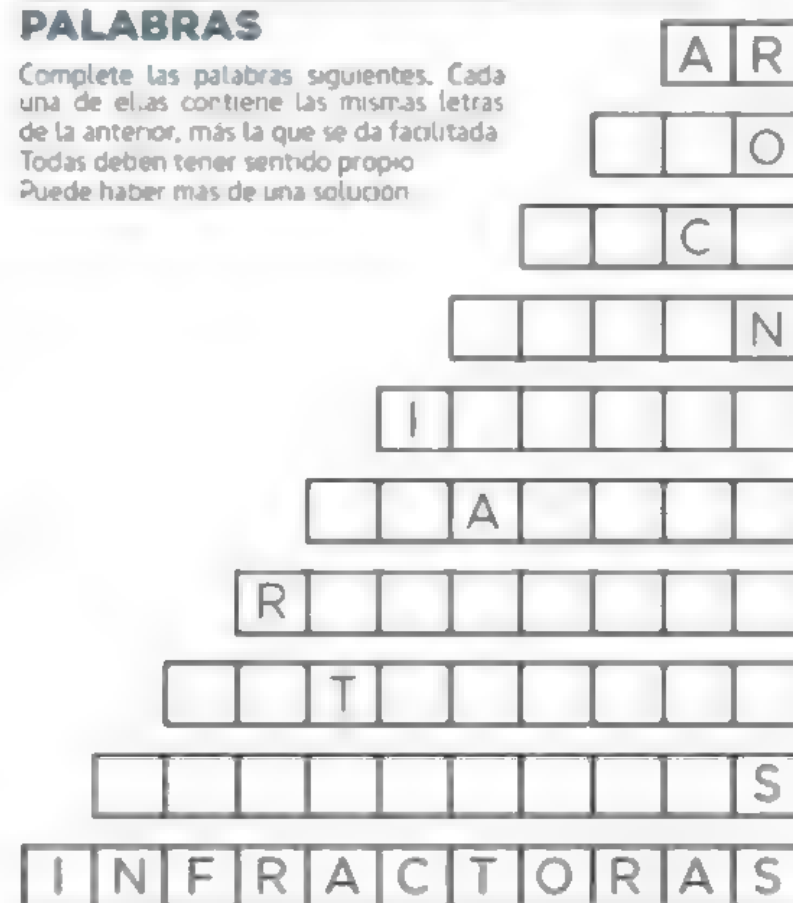 PALABRAS
Complete las palabras siguientes. Cada
una de ellas contiene las mismas letras
de la anterior, más la que se da facilitada
Todas deben tener sentido propio
Puede haber mas de una solucion
A R
O
C
N
I
A
R
T
S
I N F R A C T O R A S